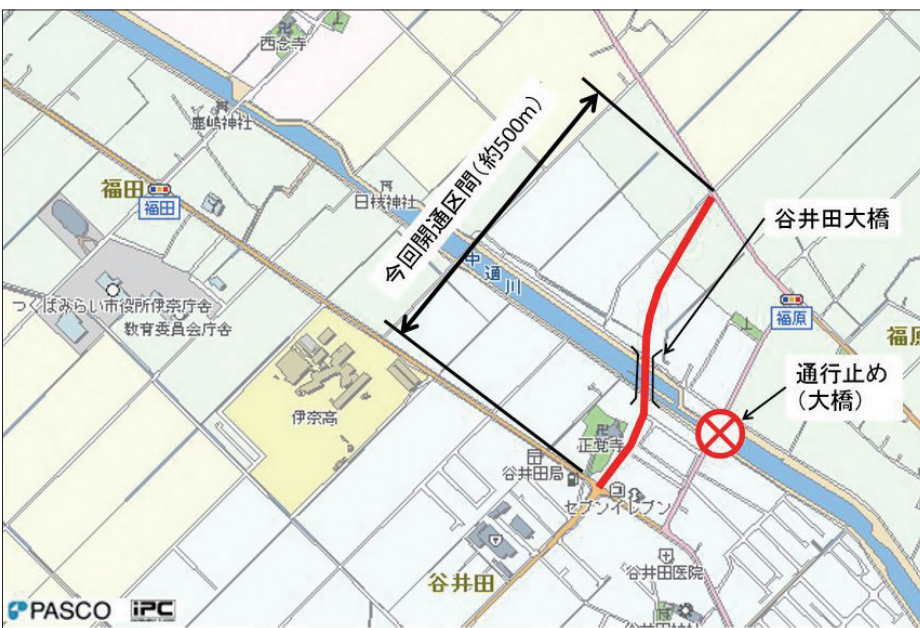 西念寺
鹿嶋神社
福田
福田
日枝神社
今回開通区間(約500m)
谷井田大橋
中通川
つくばみらい市役所伊奈庁舎
教育委員会庁舎
福原
通行止め
(大橋)
伊奈高
正覚寺
谷井田局
セブンイレブン
谷井田
谷井田医院
PASCO
iPC